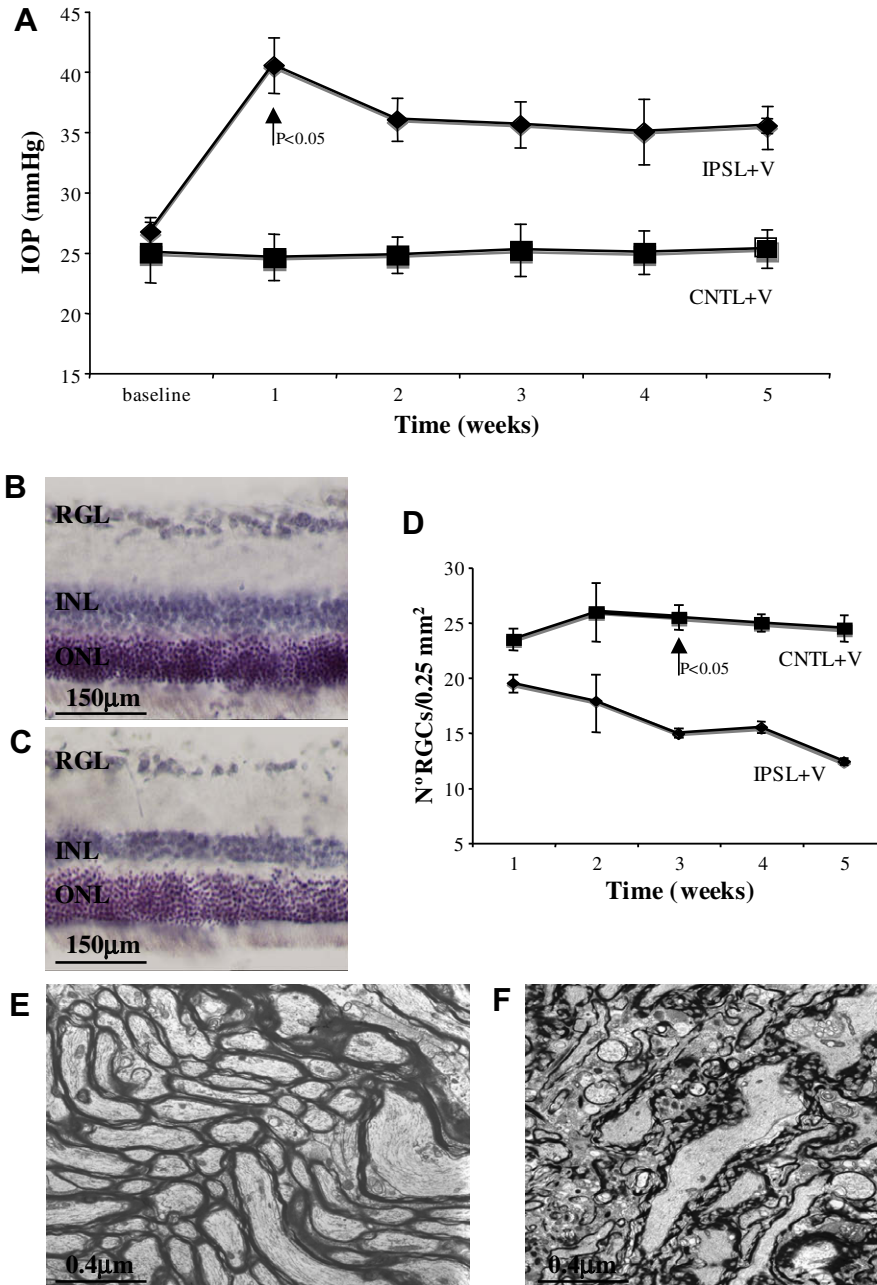 A
45
40
35
30
25
20
15
IOP (mmHg)
P<0.05
IPSL+V
CNTL+V
baseline 1 2 3 4 5
Time (weeks)
B
RGL
INL
ONL
150μm
C
RGL
INL
ONL
150μm
D
30
25
20
15
10
5
NºRGCs/0.25 mm²
P<0.05
CNTL+V
IPSL+V
1 2 3 4 5
Time (weeks)
E
0.4μm
F
0.4μm